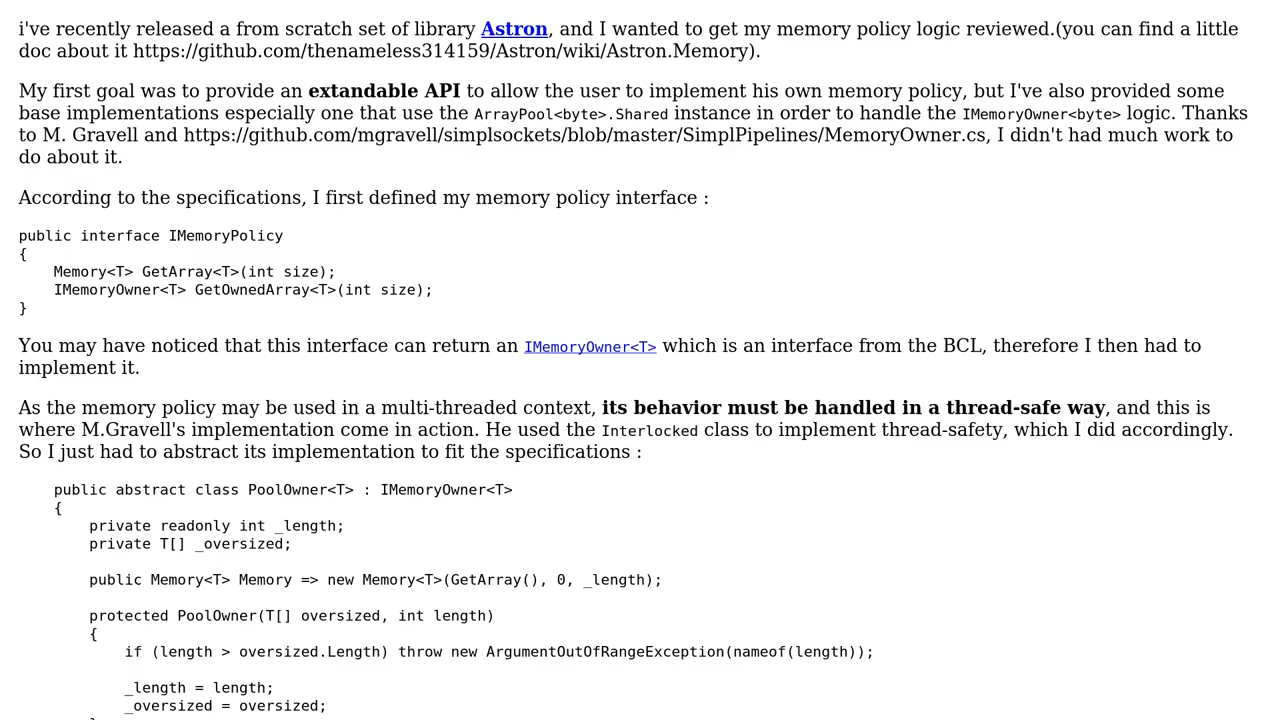 i've recently released a from scratch set of library Astron, and I wanted to get my memory policy logic reviewed.(you can find a little
doc about it https://github.com/thenameless314159/Astron/wiki/Astron.Memory).
My first goal was to provide an extandable API to allow the user to implement his own memory policy, but I've also provided some
base implementations especially one that use the ArrayPool<byte>.Shared instance in order to handle the IMemoryOwner<byte> logic. Thanks
to M. Gravell and https://github.com/mgravell/simplsockets/blob/master/SimplPipelines/MemoryOwner.cs, I didn't had much work to
do about it.
According to the specifications, I first defined my memory policy interface :
public interface IMemoryPolicy
{
    Memory<T> GetArray<T>(int size);
    IMemoryOwner<T> GetOwnedArray<T>(int size);
}
You may have noticed that this interface can return an IMemoryOwner<T> which is an interface from the BCL, therefore I then had to
implement it.
As the memory policy may be used in a multi-threaded context, its behavior must be handled in a thread-safe way, and this is
where M.Gravell's implementation come in action. He used the Interlocked class to implement thread-safety, which I did accordingly.
So I just had to abstract its implementation to fit the specifications :
    public abstract class PoolOwner<T> : IMemoryOwner<T>
    {
        private readonly int _length;
        private T[] _oversized;
        public Memory<T> Memory => new Memory<T>(GetArray(), 0, _length);
        protected PoolOwner(T[] oversized, int length)
        {
            if (length > oversized.Length) throw new ArgumentOutOfRangeException(nameof(length));
            _length = length;
            _oversized = oversized;